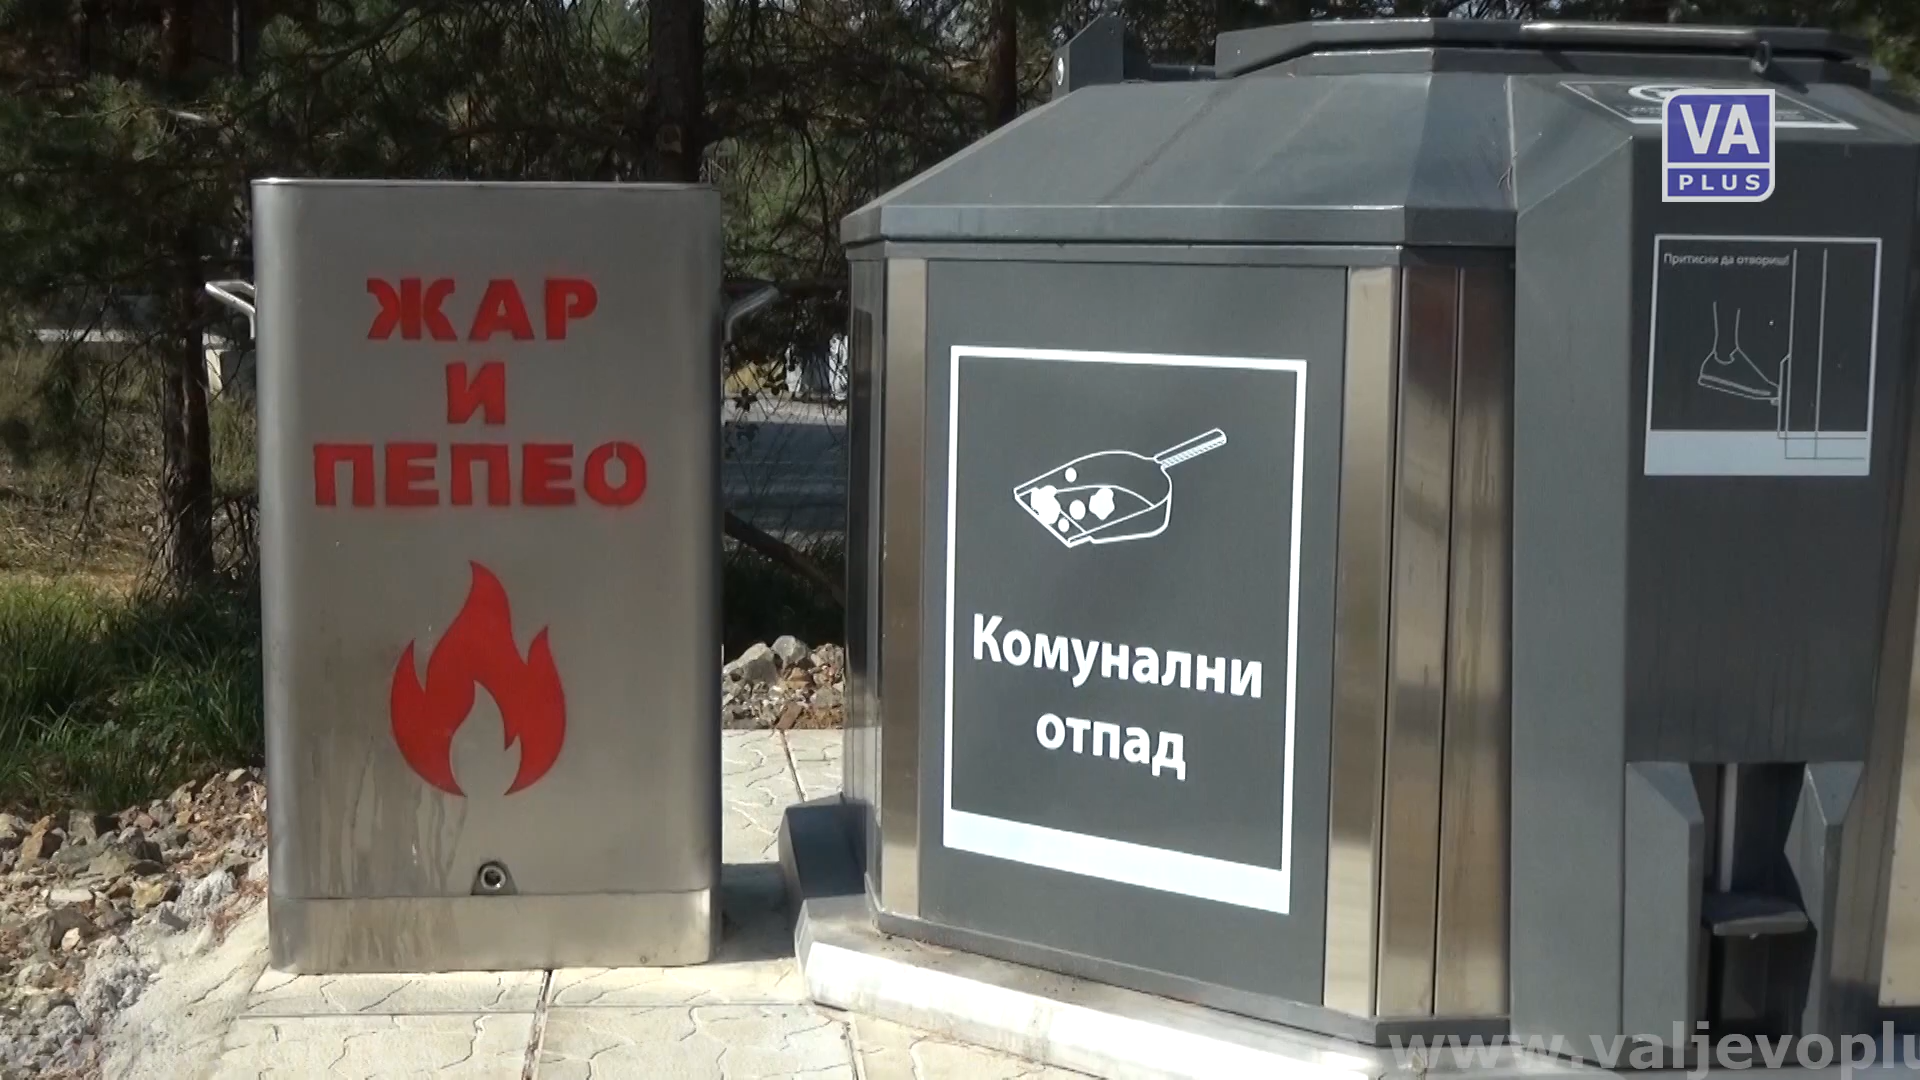 ЖАР
И
ПЕПЕО
Комунални
отпад
Притисни да отвориш!
VA
PLUS
www.valjevoplu